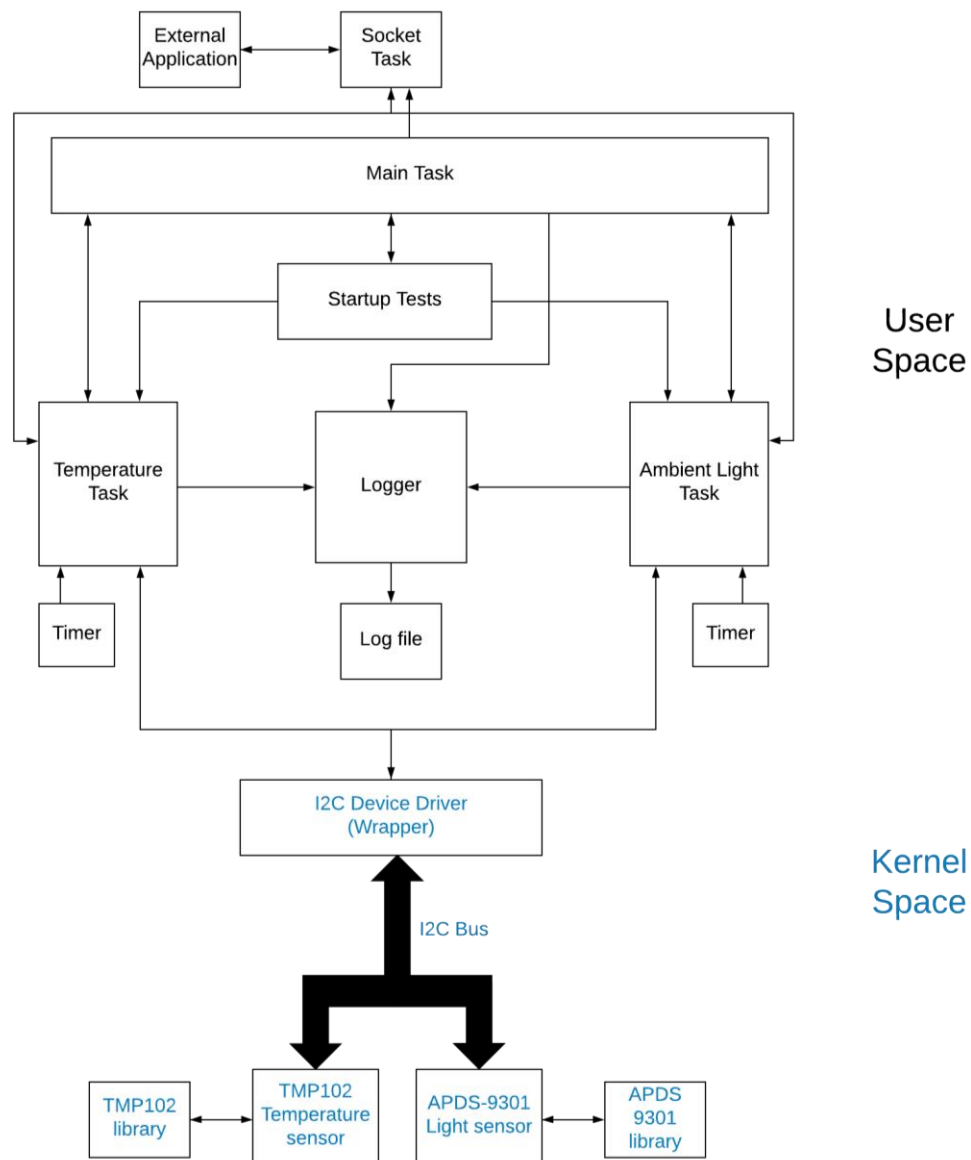 External
Application
Socket
Task
Main Task
Startup Tests
User
Space
Temperature
Task
Logger
Ambient Light
Task
Timer
Log file
Timer
I2C Device Driver
(Wrapper)
Kernel
Space
I2C Bus
TMP102
library
TMP102
Temperature
sensor
APDS-9301
Light sensor
APDS
9301
library